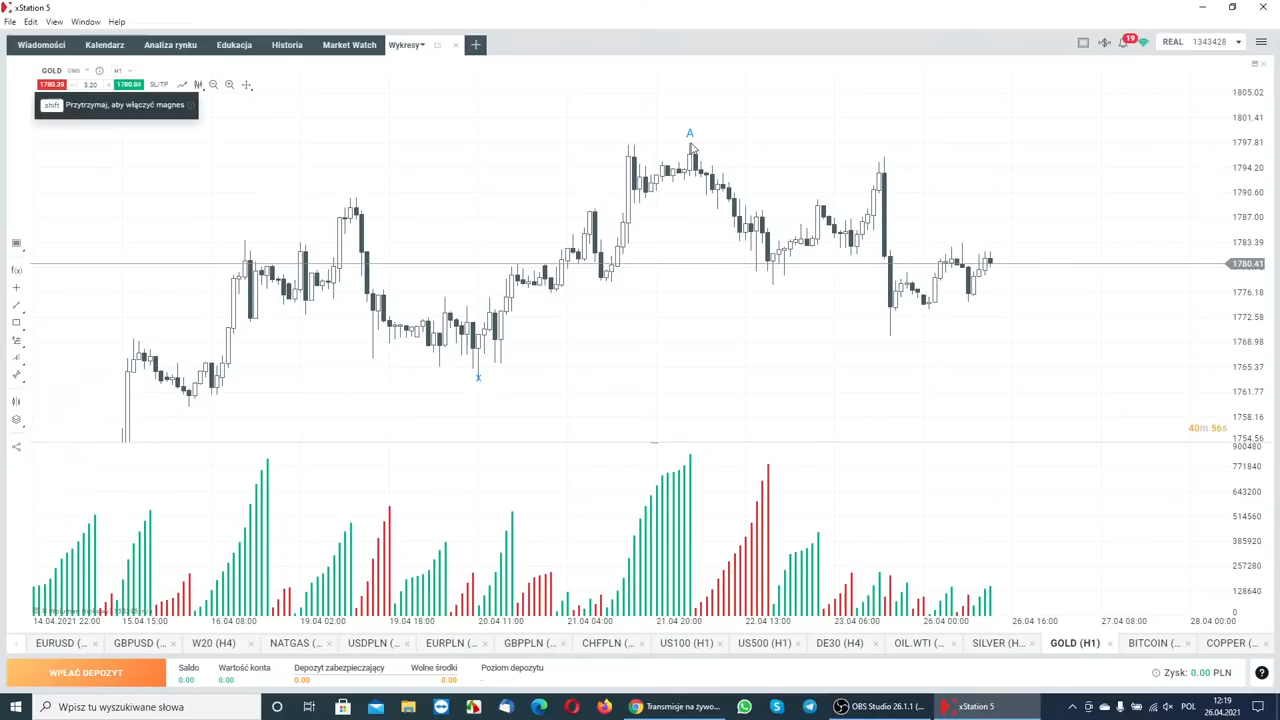 xStation 5
File Edit View Window Help
Wiadomości Kalendarz Analiza rynku Edukacja Historia Market Watch Wykresy
19 REAL 1343428
GOLD CMD H1
1780.39 3.20 1780.84 SL/TP
shift Przytrzymaj, aby włączyć magnes
A
X
f(x)
1805.02
1801.41
1797.81
1794.20
1790.60
1787.00
1783.39
1780.41
1776.18
1772.58
1768.98
1765.37
1761.77
1758.16
1754.56
40m 56s
900480
771840
643200
514560
385920
257280
128640
0
14.04.2021 22:00 15.04 15:00 16.04 08:00 19.04 02:00 19.04 18:00 20.04 11:00 21.04 04:00 21.04 20:00 22.04 13:00 23.04 06:00 26.04 00:00 26.04 16:00 27.04 08:00 28.04 00:00
EURUSD (... GBPUSD (... W20 (H4) NATGAS (... USDPLN (... EURPLN (... GBPPLN (... CHFPLN (... US100 (H1) US500 (H1) DE30 (H4) OIL.WTI (... SILVER (H... GOLD (H1) BITCOIN (... COPPER (...
WPŁAĆ DEPOZYT
Saldo Wartość konta Depozyt zabezpieczający Wolne środki Poziom depozytu
0.00 0.00 0.00 0.00 -
Zysk: 0.00 PLN
Wpisz tu wyszukiwane słowa
Transmisje na żywo... OBS Studio 26.1.1 (... xStation 5
POL
12:19
26.04.2021